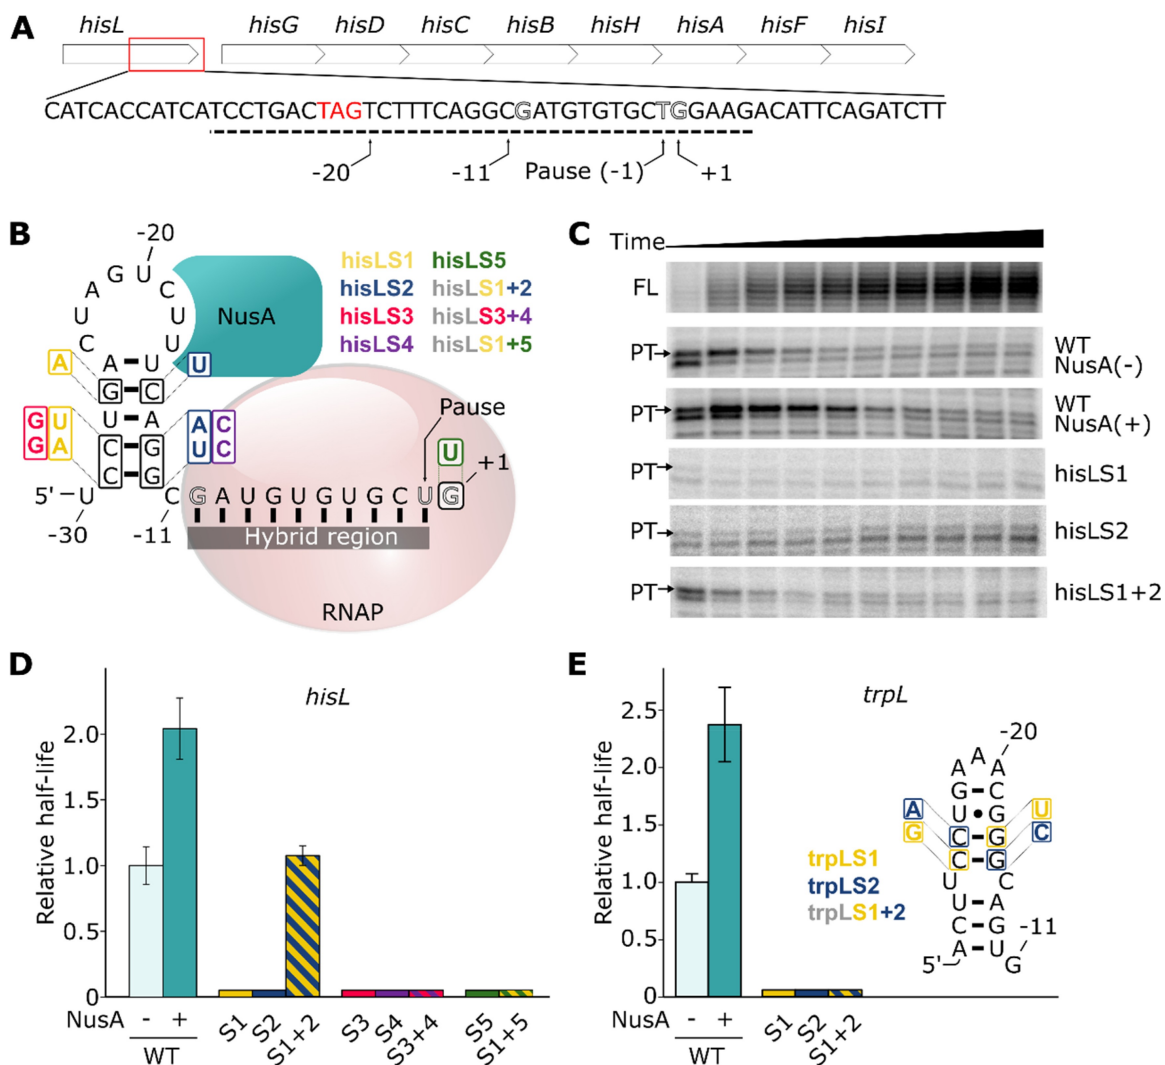 A
hisL hisG hisD hisC hisB hisH hisA hisF hisI
CATCACCATCATCCTGACTAGTCTTTCAGGCGATGTGTGCTGGAAGACATTCAGATCTT
-20 -11 Pause (-1) +1
B
-20
NusA
hisLS1 hisLS5
hisLS2 hisLS1+2
hisLS3 hisLS3+4
hisLS4 hisLS1+5
U G A U C U U
C A U
A G C U
G U U A A C
G A C G U C
C G
5' U C G A U G U G U G C U G
U
Pause
+1
-30 -11
Hybrid region
RNAP
C
Time
FL
PT WT
NusA(-)
PT WT
NusA(+)
PT hisLS1
PT hisLS2
PT hisLS1+2
D
hisL
Relative half-life
2.0
1.5
1.0
0.5
0
NusA - +
WT
S1 S2 S1+2 S3 S4 S3+4 S5 S1+5
E
trpL
Relative half-life
2.5
2.0
1.5
1.0
0.5
0
NusA - +
WT
S1 S2 S1+2
trpLS1
trpLS2
trpLS1+2
-20
A A A
G C
A U G U
G C G C
C G
U C
U A
C G
5' A U G
-11